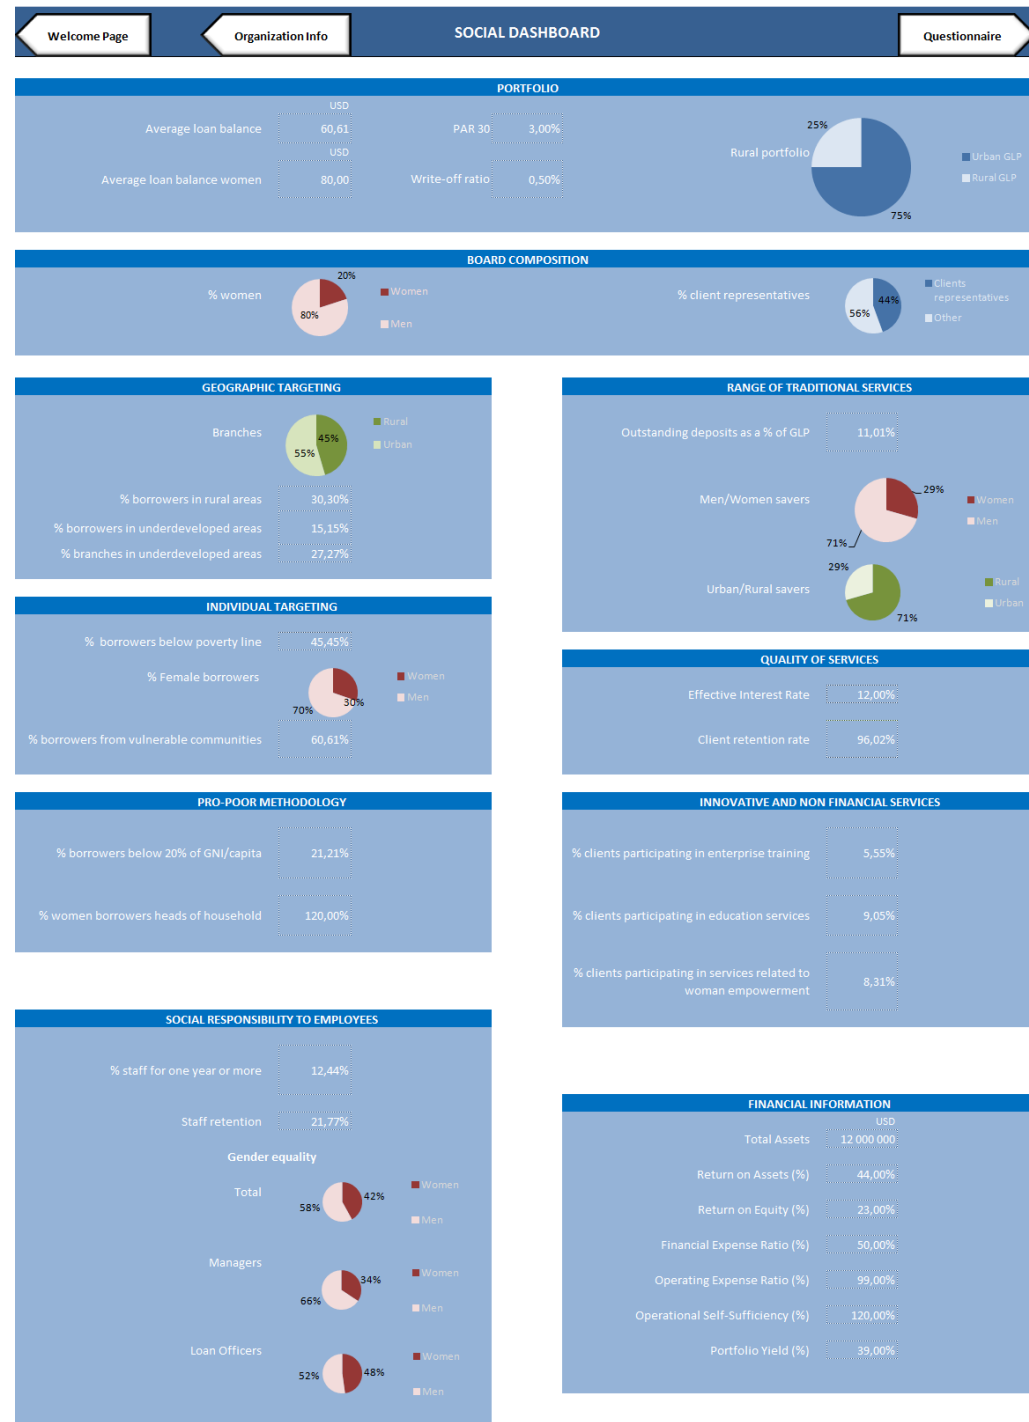 Welcome Page
Organization Info
SOCIAL DASHBOARD
Questionnaire
PORTFOLIO
USD
Average loan balance 60,61 PAR 30 3,00%
USD
Average loan balance women 80,00 Write-off ratio 0,50%
Rural portfolio
25%
75%
Urban GLP
Rural GLP
BOARD COMPOSITION
% women
20%
80%
Women
Men
% client representatives
44%
56%
Clients
representatives
Other
GEOGRAPHIC TARGETING
Branches
45%
55%
Rural
Urban
% borrowers in rural areas 30,30%
% borrowers in underdeveloped areas 15,15%
% branches in underdeveloped areas 27,27%
RANGE OF TRADITIONAL SERVICES
Outstanding deposits as a % of GLP 11,01%
Men/Women savers
29%
71%
Women
Men
Urban/Rural savers
29%
71%
Rural
Urban
INDIVIDUAL TARGETING
% borrowers below poverty line 45,45%
% Female borrowers
70%
30%
Women
Men
% borrowers from vulnerable communities 60,61%
QUALITY OF SERVICES
Effective Interest Rate 12,00%
Client retention rate 96,02%
PRO-POOR METHODOLOGY
% borrowers below 20% of GNI/capita 21,21%
% women borrowers heads of household 120,00%
INNOVATIVE AND NON FINANCIAL SERVICES
% clients participating in enterprise training 5,55%
% clients participating in education services 9,05%
% clients participating in services related to
woman empowerment 8,31%
SOCIAL RESPONSIBILITY TO EMPLOYEES
% staff for one year or more 12,44%
Staff retention 21,77%
Gender equality
Total
58%
42%
Women
Men
Managers
66%
34%
Women
Men
Loan Officers
52%
48%
Women
Men
FINANCIAL INFORMATION
USD
Total Assets 12 000 000
Return on Assets (%) 44,00%
Return on Equity (%) 23,00%
Financial Expense Ratio (%) 50,00%
Operating Expense Ratio (%) 99,00%
Operational Self-Sufficiency (%) 120,00%
Portfolio Yield (%) 39,00%